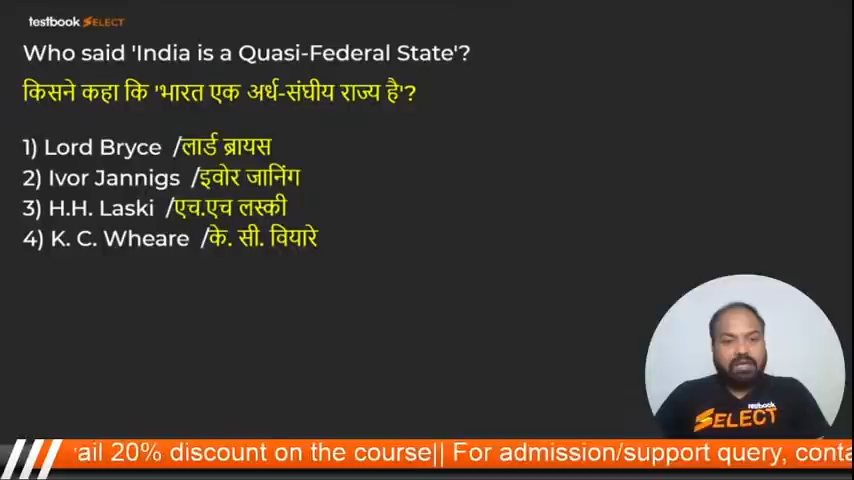 testbook SELECT
Who said 'India is a Quasi-Federal State'?
किसने कहा कि 'भारत एक अर्ध-संघीय राज्य है'?
1) Lord Bryce /लार्ड ब्रायस
2) Ivor Jannigs /इवोर जानिंग
3) H.H. Laski /एच.एच लस्की
4) K. C. Wheare /के. सी. वियारे
testbook
SELECT
ail 20% discount on the course|| For admission/support query, conta